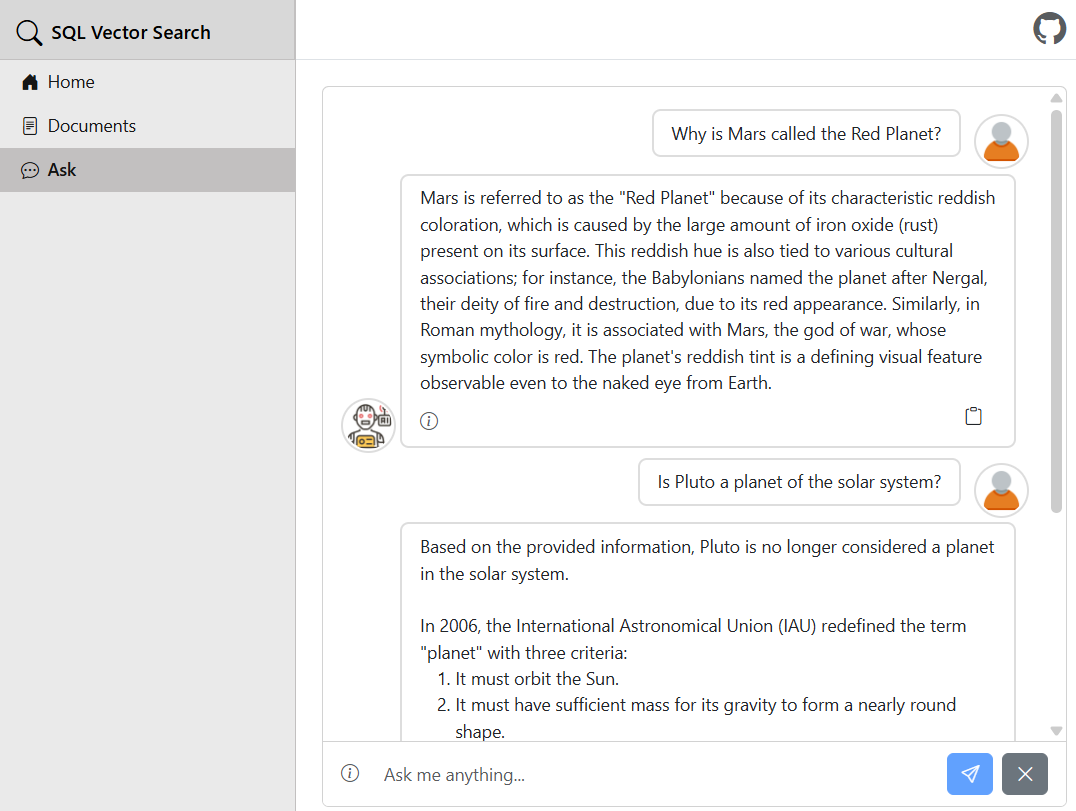 SQL Vector Search
Home
Documents
Ask
Why is Mars called the Red Planet?
Mars is referred to as the "Red Planet" because of its characteristic reddish
coloration, which is caused by the large amount of iron oxide (rust)
present on its surface. This reddish hue is also tied to various cultural
associations; for instance, the Babylonians named the planet after Nergal,
their deity of fire and destruction, due to its red appearance. Similarly, in
Roman mythology, it is associated with Mars, the god of war, whose
symbolic color is red. The planet's reddish tint is a defining visual feature
observable even to the naked eye from Earth.
AI
Is Pluto a planet of the solar system?
Based on the provided information, Pluto is no longer considered a planet
in the solar system.
In 2006, the International Astronomical Union (IAU) redefined the term
"planet" with three criteria:
1. It must orbit the Sun.
2. It must have sufficient mass for its gravity to form a nearly round
shape.
Ask me anything...